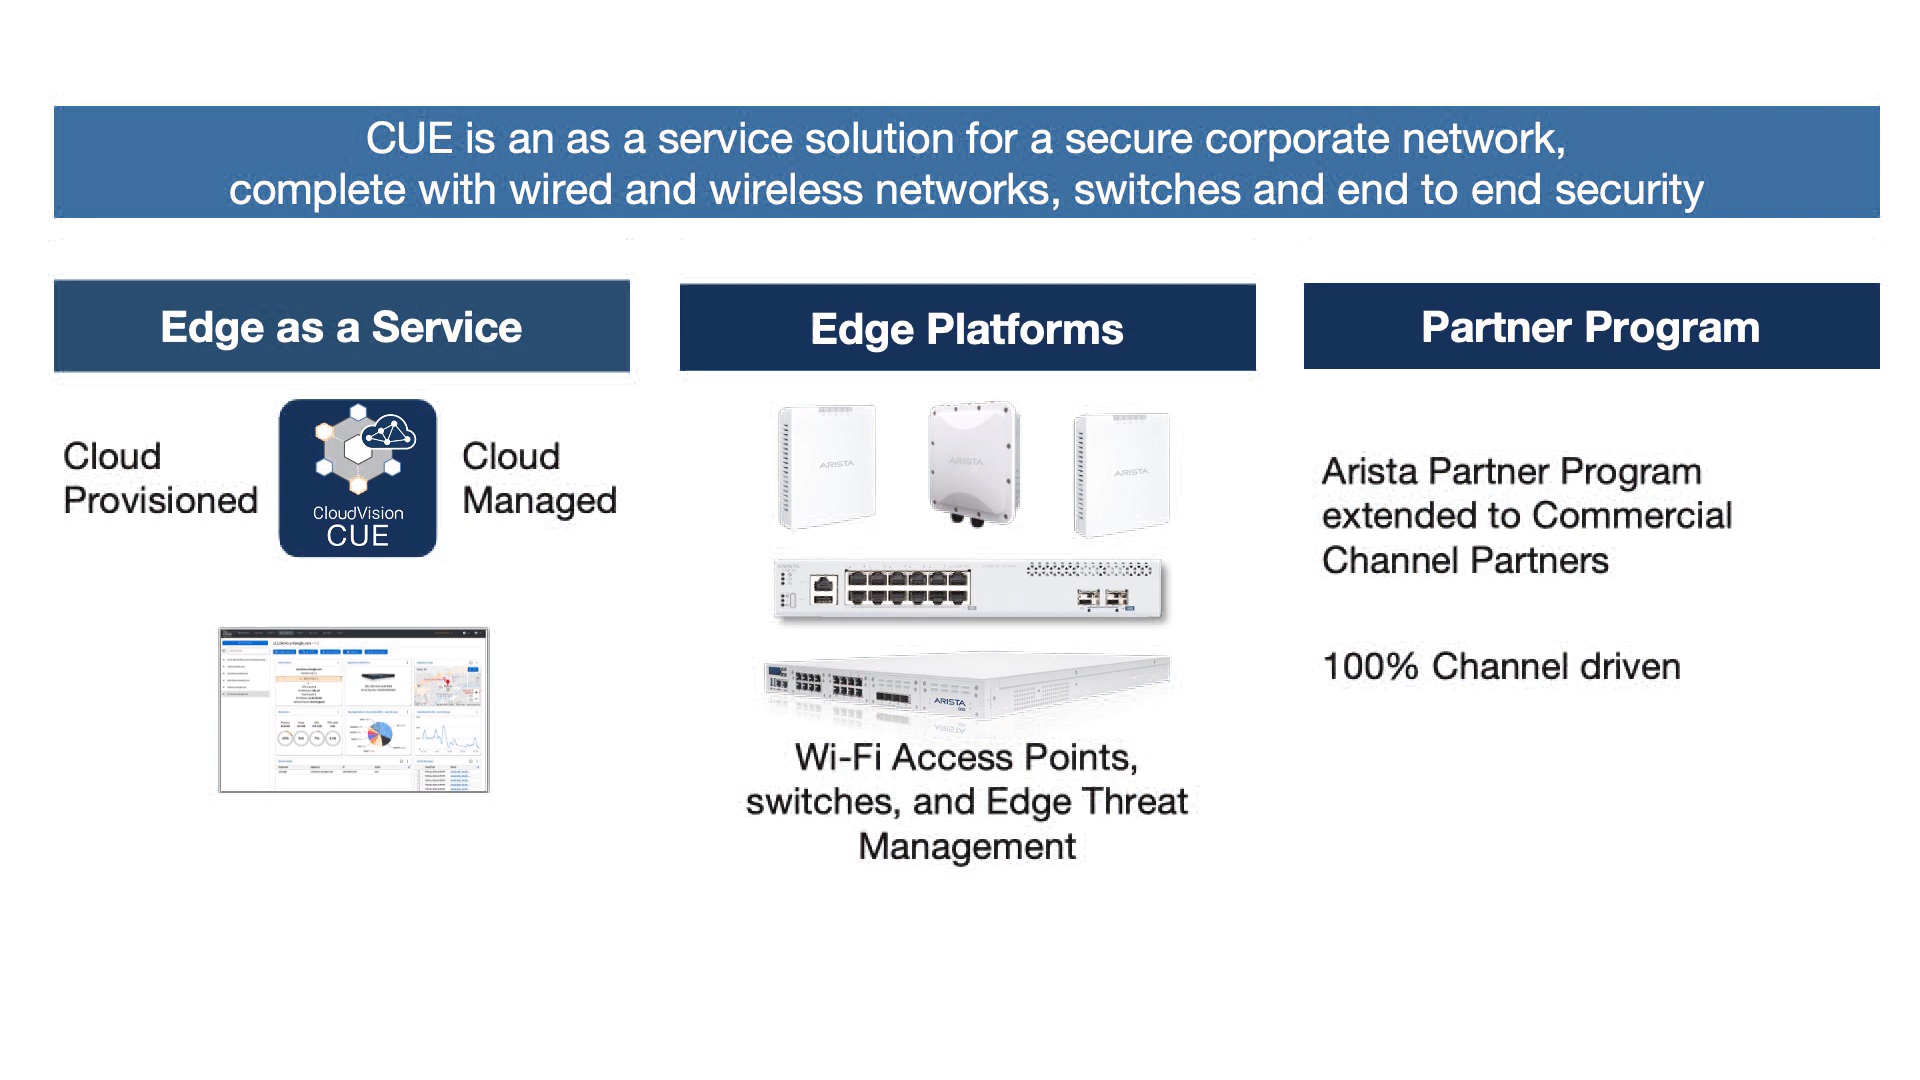 CUE is an as a service solution for a secure corporate network,
complete with wired and wireless networks, switches and end to end security
Edge as a Service
Cloud
Provisioned
CloudVision
CUE
Cloud
Managed
Edge Platforms
ARISTA
ARISTA
ARISTA
ARISTA
Wi-Fi Access Points,
switches, and Edge Threat
Management
Partner Program
Arista Partner Program
extended to Commercial
Channel Partners
100% Channel driven